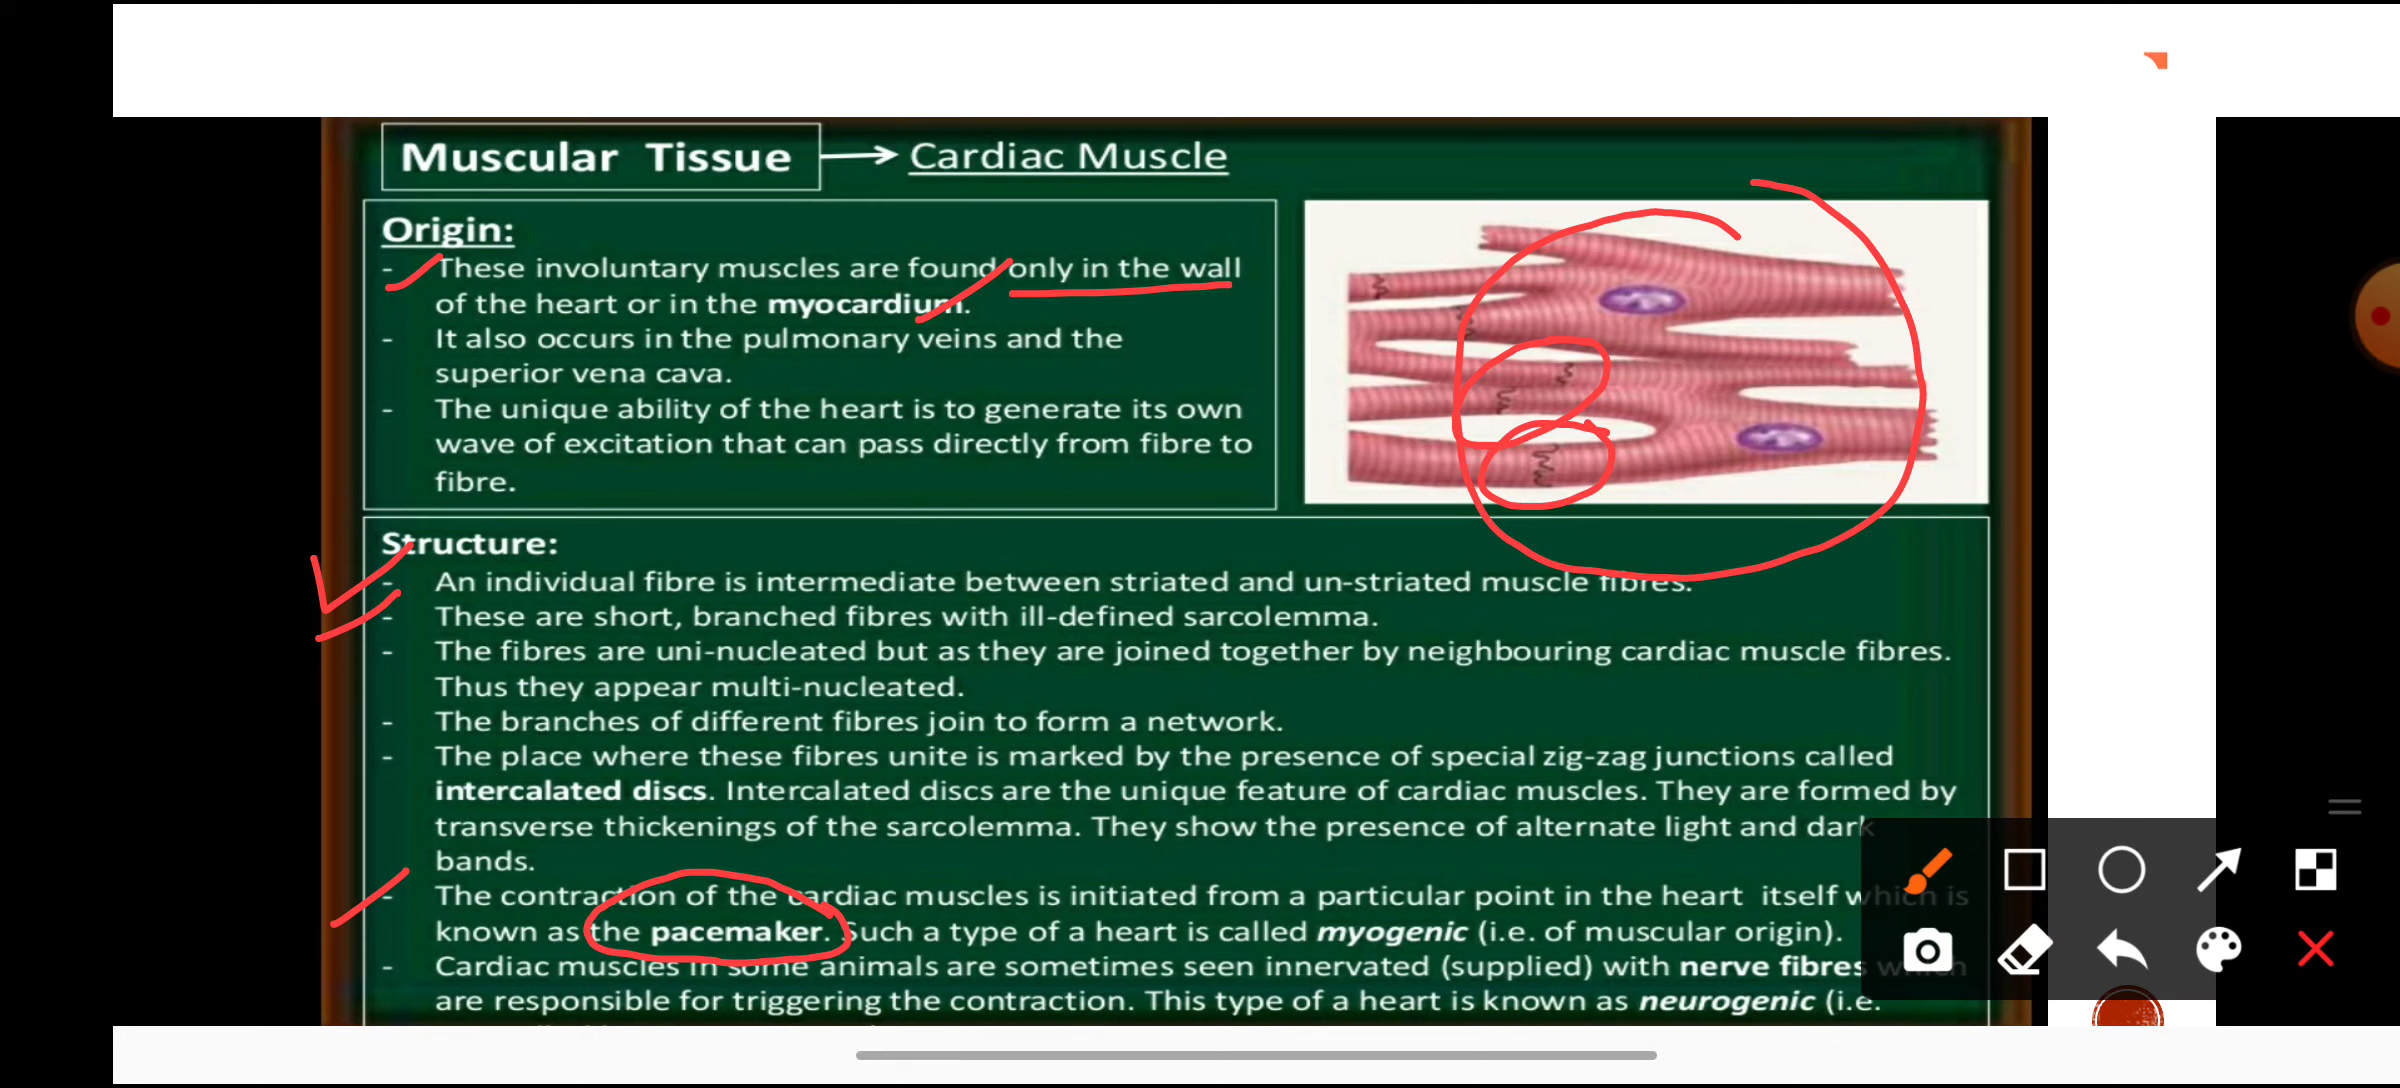 Muscular Tissue → Cardiac Muscle
Origin:
- These involuntary muscles are found only in the wall
of the heart or in the myocardium.
- It also occurs in the pulmonary veins and the
superior vena cava.
- The unique ability of the heart is to generate its own
wave of excitation that can pass directly from fibre to
fibre.
Structure:
- An individual fibre is intermediate between striated and un-striated muscle fibres.
- These are short, branched fibres with ill-defined sarcolemma.
- The fibres are uni-nucleated but as they are joined together by neighbouring cardiac muscle fibres.
Thus they appear multi-nucleated.
- The branches of different fibres join to form a network.
- The place where these fibres unite is marked by the presence of special zig-zag junctions called
intercalated discs. Intercalated discs are the unique feature of cardiac muscles. They are formed by
transverse thickenings of the sarcolemma. They show the presence of alternate light and dark
bands.
- The contraction of the cardiac muscles is initiated from a particular point in the heart itself which is
known as the pacemaker. Such a type of a heart is called myogenic (i.e. of muscular origin).
- Cardiac muscles in some animals are sometimes seen innervated (supplied) with nerve fibres which
are responsible for triggering the contraction. This type of a heart is known as neurogenic (i.e.